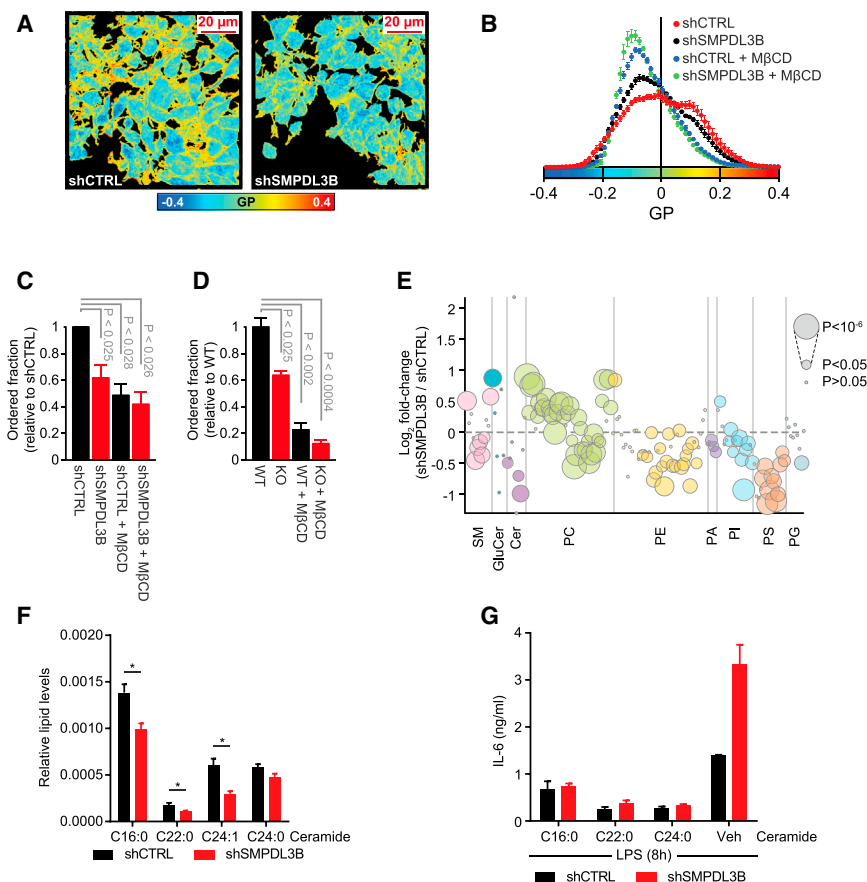 A
20 µm
20 µm
shCTRL
shSMPDL3B
-0.4
GP
0.4
B
shCTRL
shSMPDL3B
shCTRL + MβCD
shSMPDL3B + MβCD
-0.4
-0.2
0
0.2
0.4
GP
C
Ordered fraction
(relative to shCTRL)
1
0.8
0.6
0.4
0.2
0
P < 0.025
P < 0.028
P < 0.026
shCTRL
shSMPDL3B
shCTRL + MβCD
shSMPDL3B + MβCD
D
Ordered fraction
(relative to WT)
1
0.8
0.6
0.4
0.2
0
P < 0.025
P < 0.002
P < 0.0004
WT
KO
WT + MβCD
KO + MβCD
E
Log2 fold-change
(shSMPDL3B / shCTRL)
2
1.5
1
0.5
0
-0.5
-1
P<10-6
P<0.05
P>0.05
SM
GluCer
Cer
PC
PE
PA
PI
PS
PG
F
Relative lipid levels
0.0020
0.0015
0.0010
0.0005
0.0000
*
*
*
C16:0 C22:0 C24:1 C24:0 Ceramide
shCTRL
shSMPDL3B
G
IL-6 (ng/ml)
4
3
2
1
0
C16:0 C22:0 C24:0 Veh Ceramide
LPS (8h)
shCTRL
shSMPDL3B